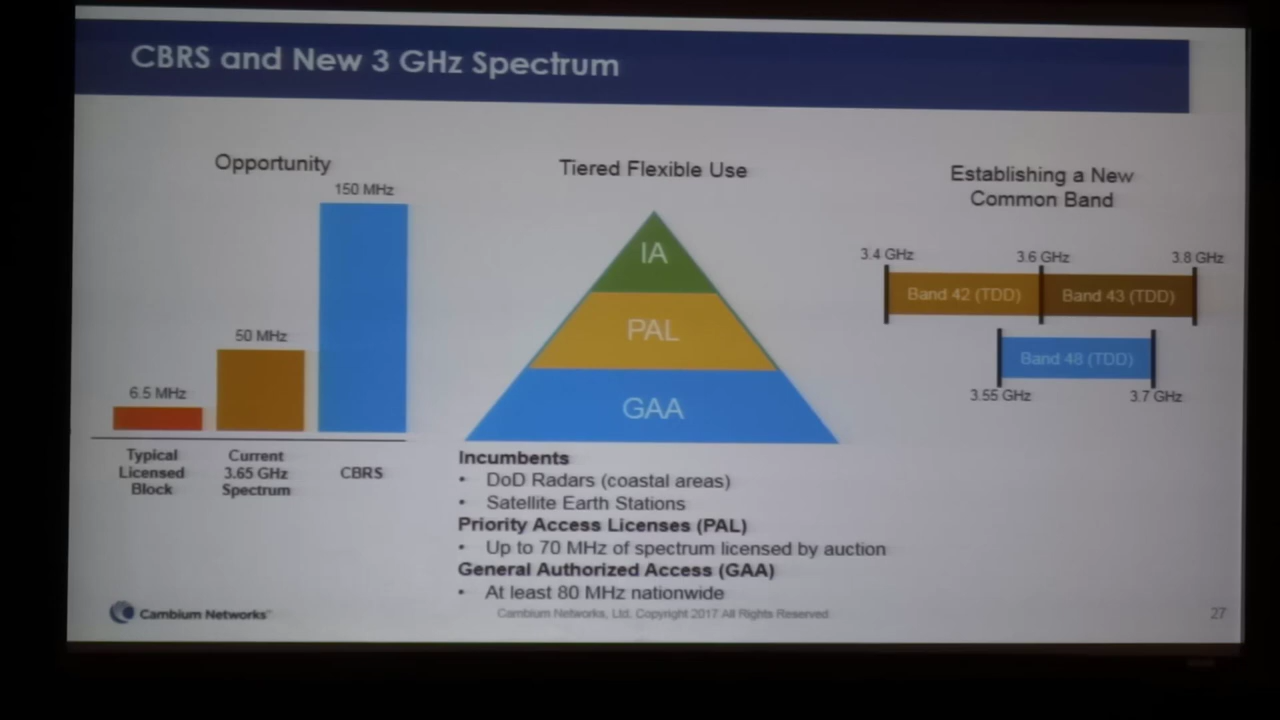 CBRS and New 3 GHz Spectrum
Opportunity
150 MHz
50 MHz
6.5 MHz
Typical
Licensed
Block
Current
3.65 GHz
Spectrum
CBRS
Tiered Flexible Use
IA
PAL
GAA
Incumbents
• DoD Radars (coastal areas)
• Satellite Earth Stations
Priority Access Licenses (PAL)
• Up to 70 MHz of spectrum licensed by auction
General Authorized Access (GAA)
• At least 80 MHz nationwide
Establishing a New
Common Band
3.4 GHz 3.6 GHz 3.8 GHz
Band 42 (TDD) Band 43 (TDD)
Band 48 (TDD)
3.55 GHz 3.7 GHz
Cambium Networks™
Cambium Networks, Ltd. Copyright 2017 All Rights Reserved
27